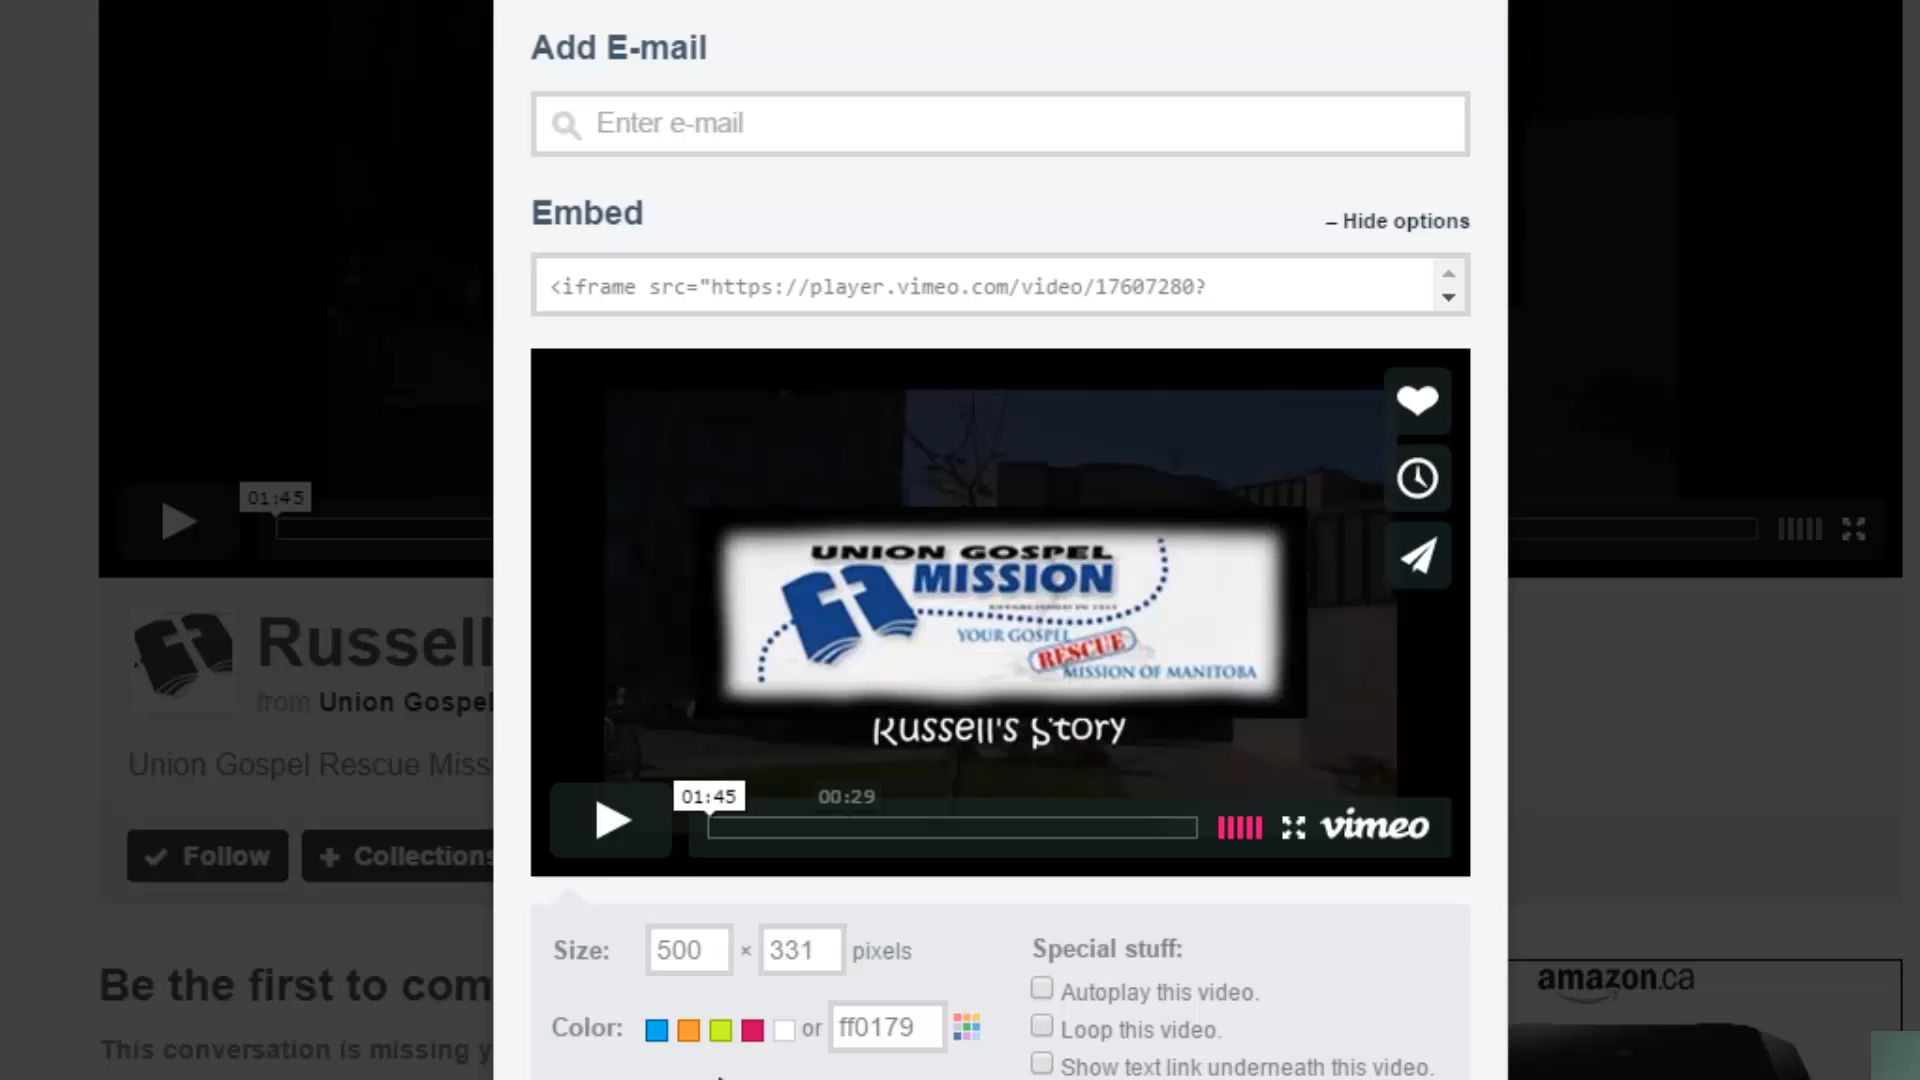 Add E-mail
Enter e-mail
Embed
– Hide options
<iframe src="https://player.vimeo.com/video/17607280?
UNION GOSPEL
MISSION
YOUR GOSPEL
RESCUE
MISSION OF MANITOBA
Russell's Story
01:45
01:45
00:29
vimeo
Russell
from Union Gospel
Union Gospel Rescue Miss
Follow
Collections
Size: 500 × 331 pixels
Color: or ff0179
Special stuff:
Autoplay this video.
Loop this video.
Show text link underneath this video.
Be the first to com
This conversation is missing y
amazon.ca